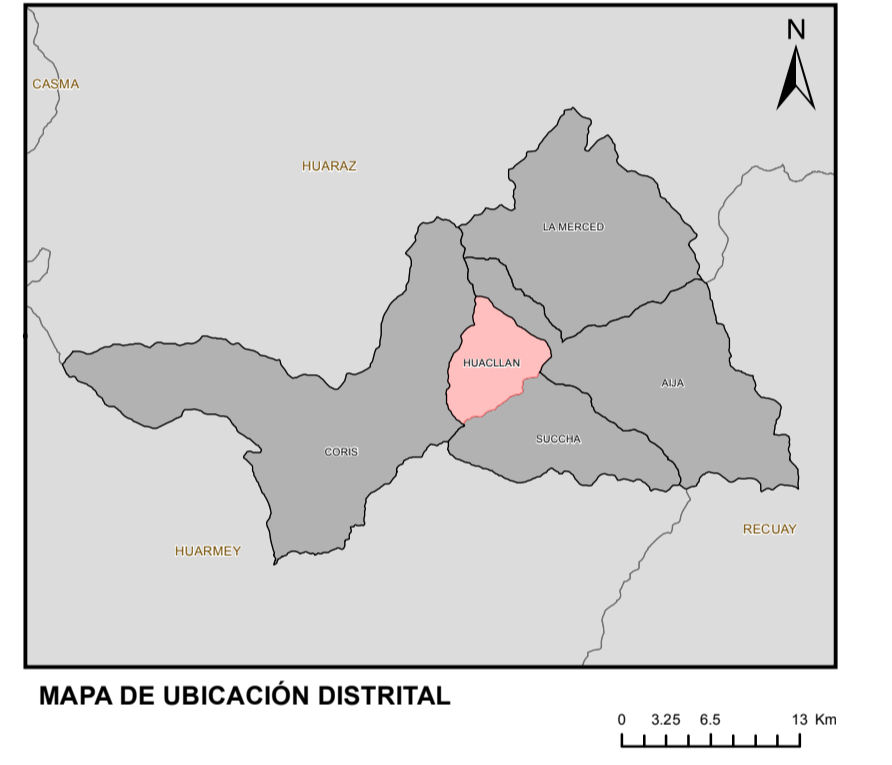 N
CASMA
HUARAZ
LA MERCED
HUACLLAN
AIJA
SUCCHA
CORIS
RECUAY
HUARMEY
MAPA DE UBICACIÓN DISTRITAL
0 3.25 6.5 13 Km